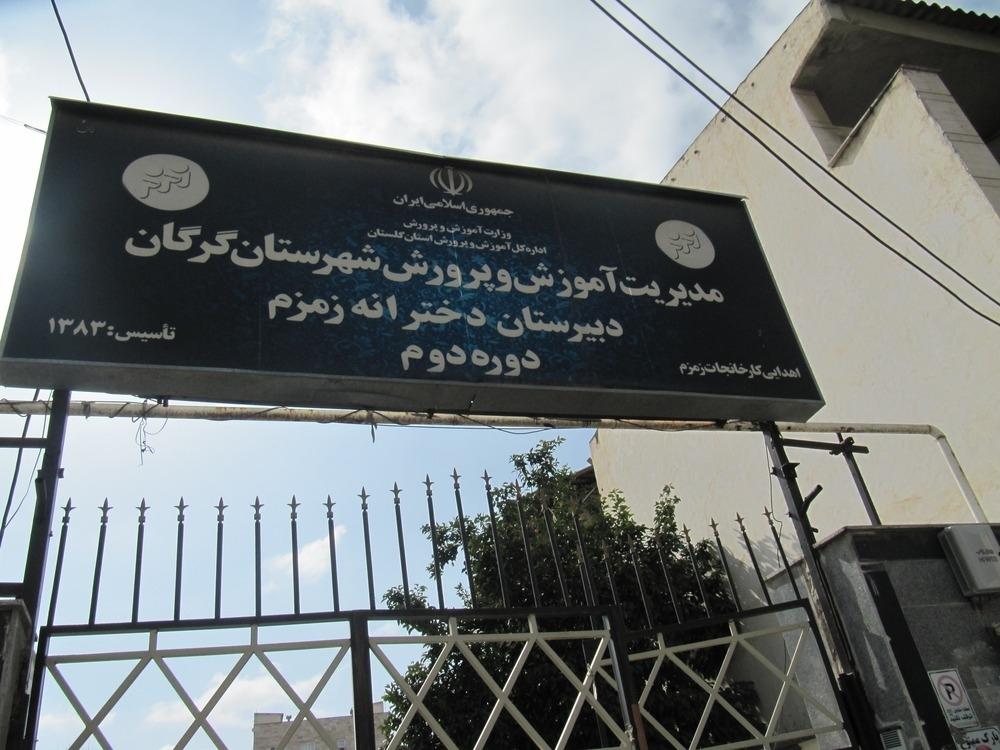 جمهوری اسلامی ایران
وزارت آموزش و پرورش
اداره کل آموزش و پرورش استان گلستان
مدیریت آموزش و پرورش شهرستان گرگان
دبیرستان دخترانه زمزم
دوره دوم
تأسیس: ۱۳۸۳
اهدایی کارخانجات زمزم